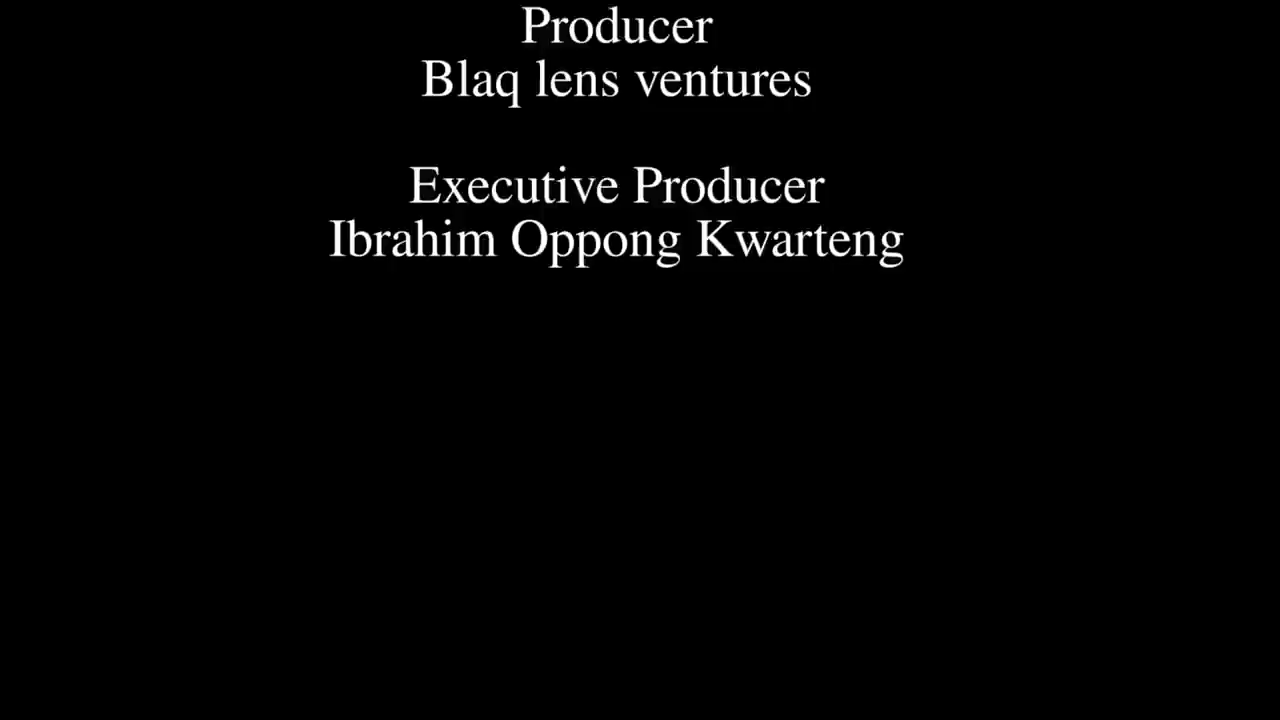 Producer
Blaq lens ventures
Executive Producer
Ibrahim Oppong Kwarteng